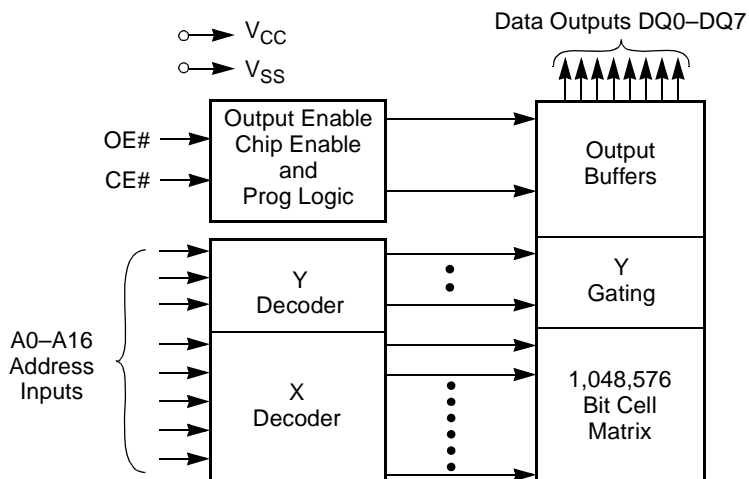 Data Outputs DQ0–DQ7
VCC
VSS
OE#
CE#
Output Enable
Chip Enable
and
Prog Logic
Output
Buffers
Y
Decoder
Y
Gating
A0–A16
Address
Inputs
X
Decoder
1,048,576
Bit Cell
Matrix